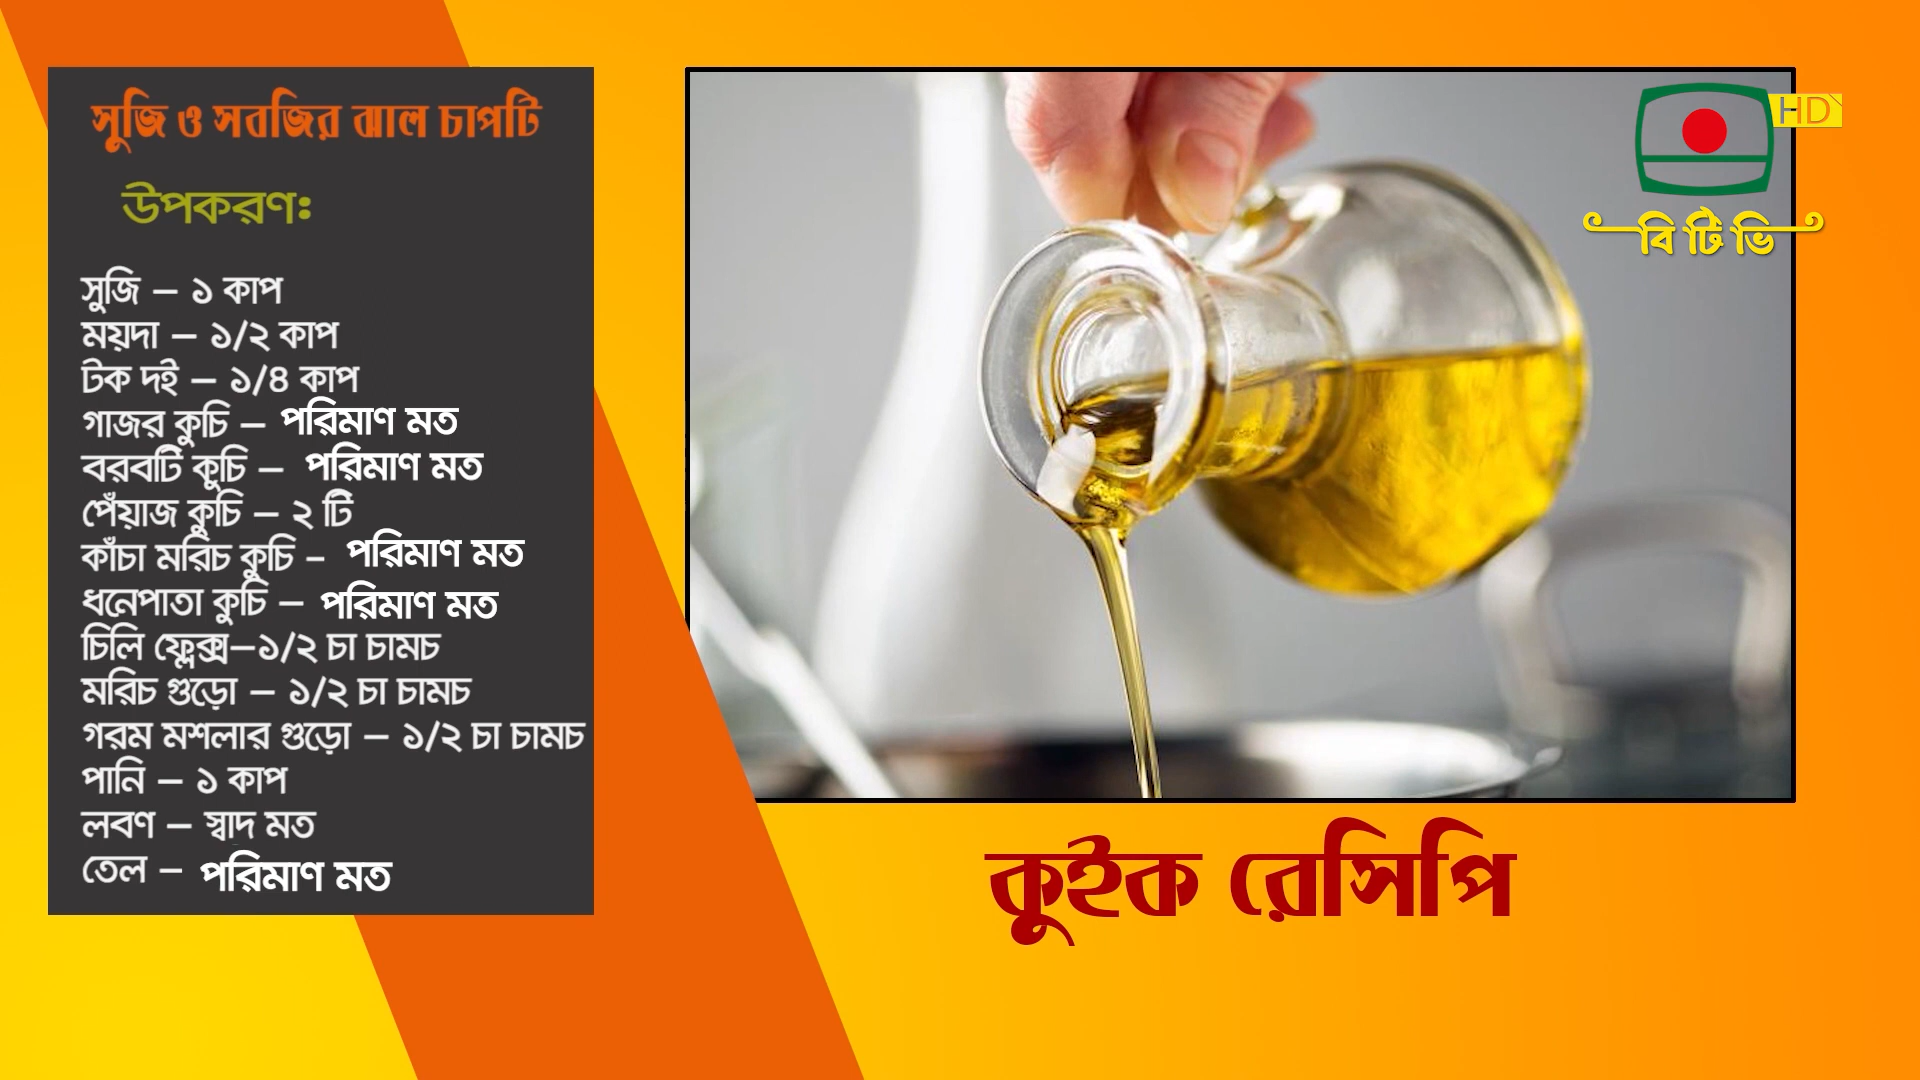 সুজি ও সবজির ঝাল চাপটি
উপকরণঃ
সুজি – ১ কাপ
ময়দা – ১/২ কাপ
টক দই – ১/৪ কাপ
গাজর কুচি – পরিমাণ মত
বরবটি কুচি – পরিমাণ মত
পেঁয়াজ কুচি – ২ টি
কাঁচা মরিচ কুচি – পরিমাণ মত
ধনেপাতা কুচি – পরিমাণ মত
চিলি ফ্লেক্স–১/২ চা চামচ
মরিচ গুড়ো – ১/২ চা চামচ
গরম মশলার গুড়ো – ১/২ চা চামচ
পানি – ১ কাপ
লবণ – স্বাদ মত
তেল – পরিমাণ মত
HD
বিটিভি
কুইক রেসিপি